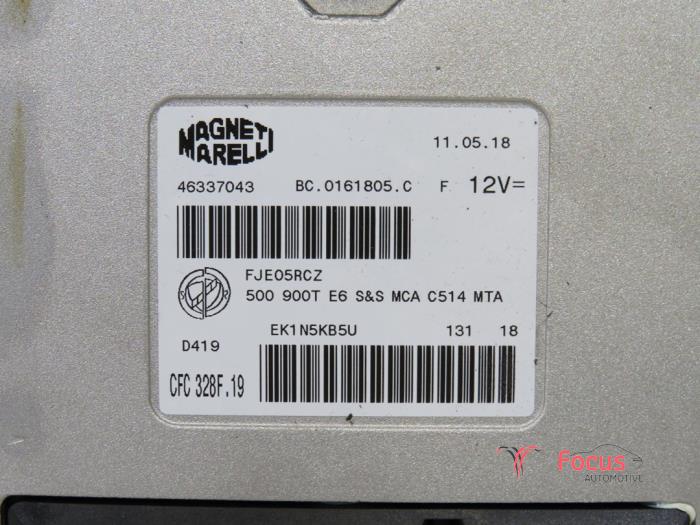 MAGNETI
MARELLI
11.05.18
46337043 BC.0161805.C F 12V=
FJE05RCZ
S R
500 900T E6 S&S MCA C514 MTA
EK1N5KB5U 131 18
D419
CFC 328F.19
Focus
AUTOMOTIVE